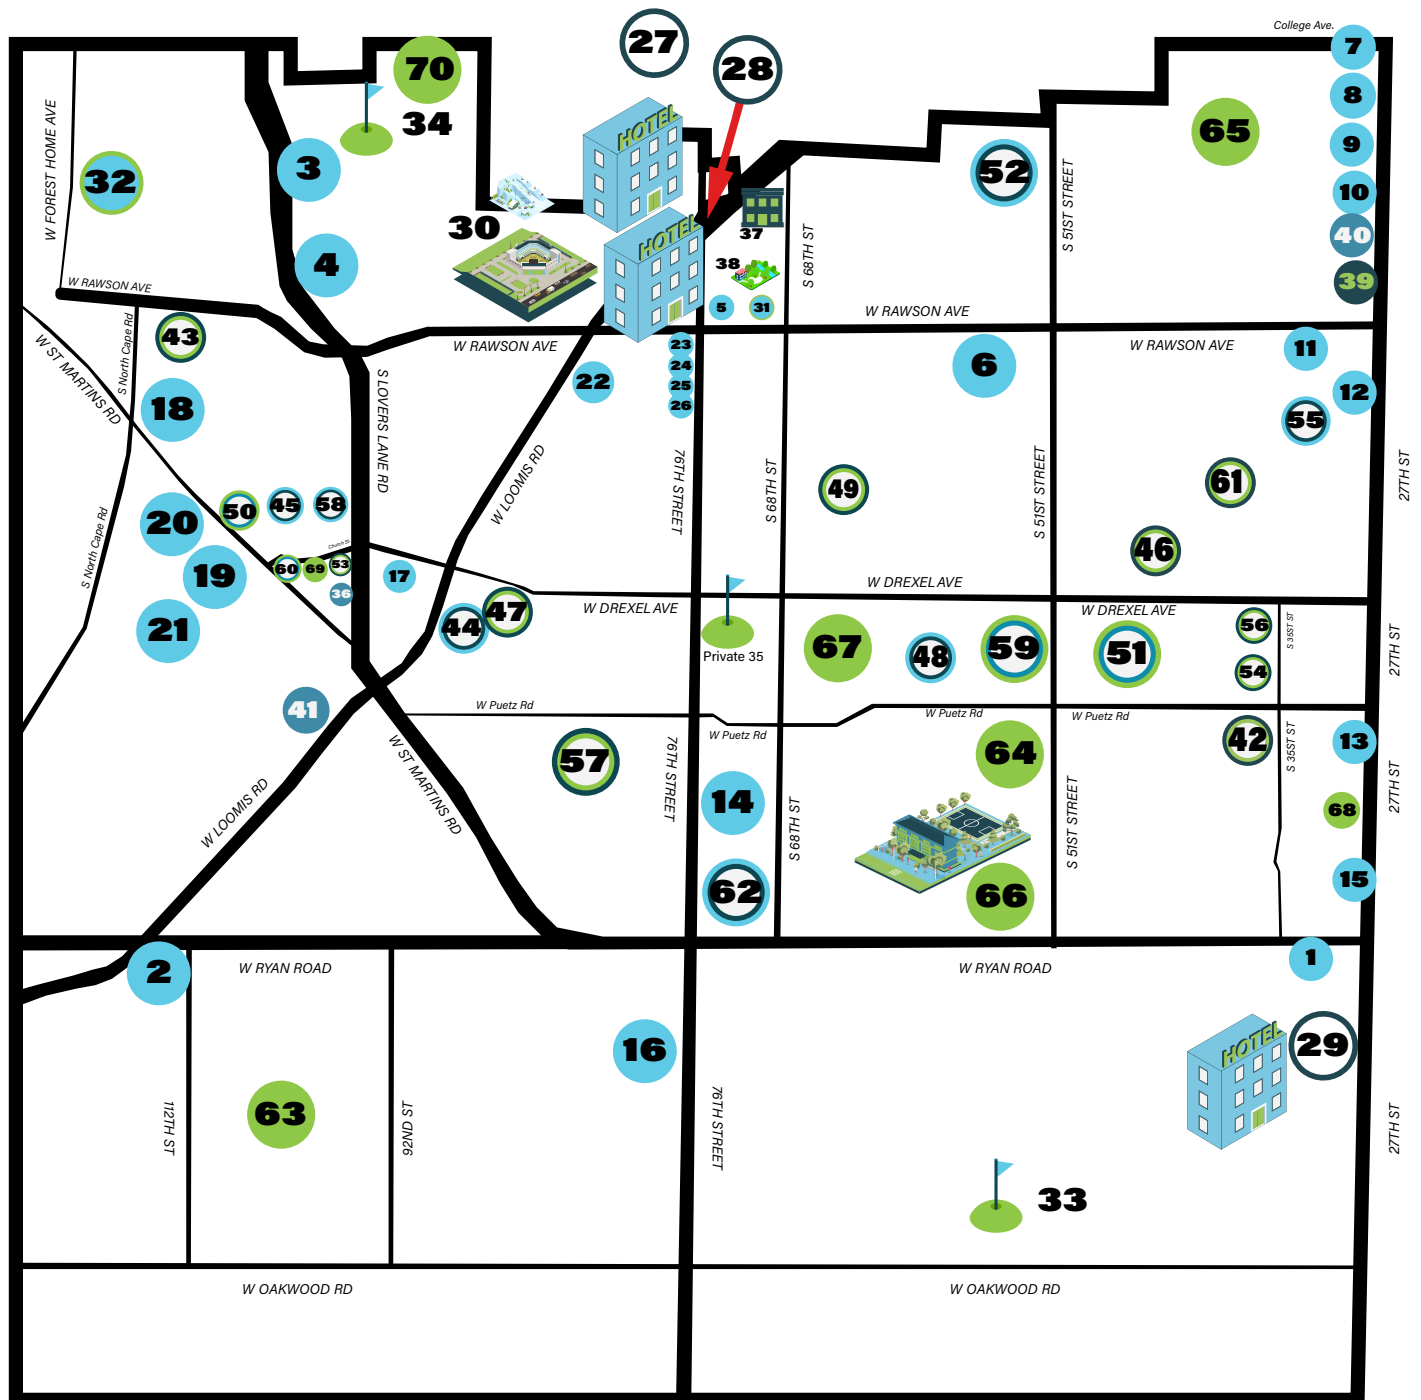 College Ave.
27
28
7
70
8
34
65
9
W FOREST HOME AVE
32
3
52
10
S 51ST STREET
HOTEL
30
37
40
4
HOTEL
38
S 68TH ST
39
W RAWSON AVE
5
31
W RAWSON AVE
S North Cape Rd
43
W RAWSON AVE
23
W RAWSON AVE
11
W ST MARTINS RD
24
6
18
S LOVERS LANE RD
22
25
12
26
55
27TH ST
W LOOMIS RD
76TH STREET
S 68TH ST
49
S 51ST STREET
61
20
50
45
58
S North Cape Rd
Church St
46
19
60
69
53
17
W DREXEL AVE
36
W DREXEL AVE
W DREXEL AVE
21
44
47
Private 35
67
48
59
51
56
S 35ST ST
27TH ST
54
41
W Puetz Rd
W Puetz Rd
W Puetz Rd
W Puetz Rd
57
76TH STREET
64
42
S 35ST ST
13
W ST MARTINS RD
W LOOMIS RD
14
S 68TH ST
S 51ST STREET
68
27TH ST
62
66
15
2
W RYAN ROAD
W RYAN ROAD
1
16
HOTEL
29
63
112TH ST
92ND ST
76TH STREET
27TH ST
33
W OAKWOOD RD
W OAKWOOD RD